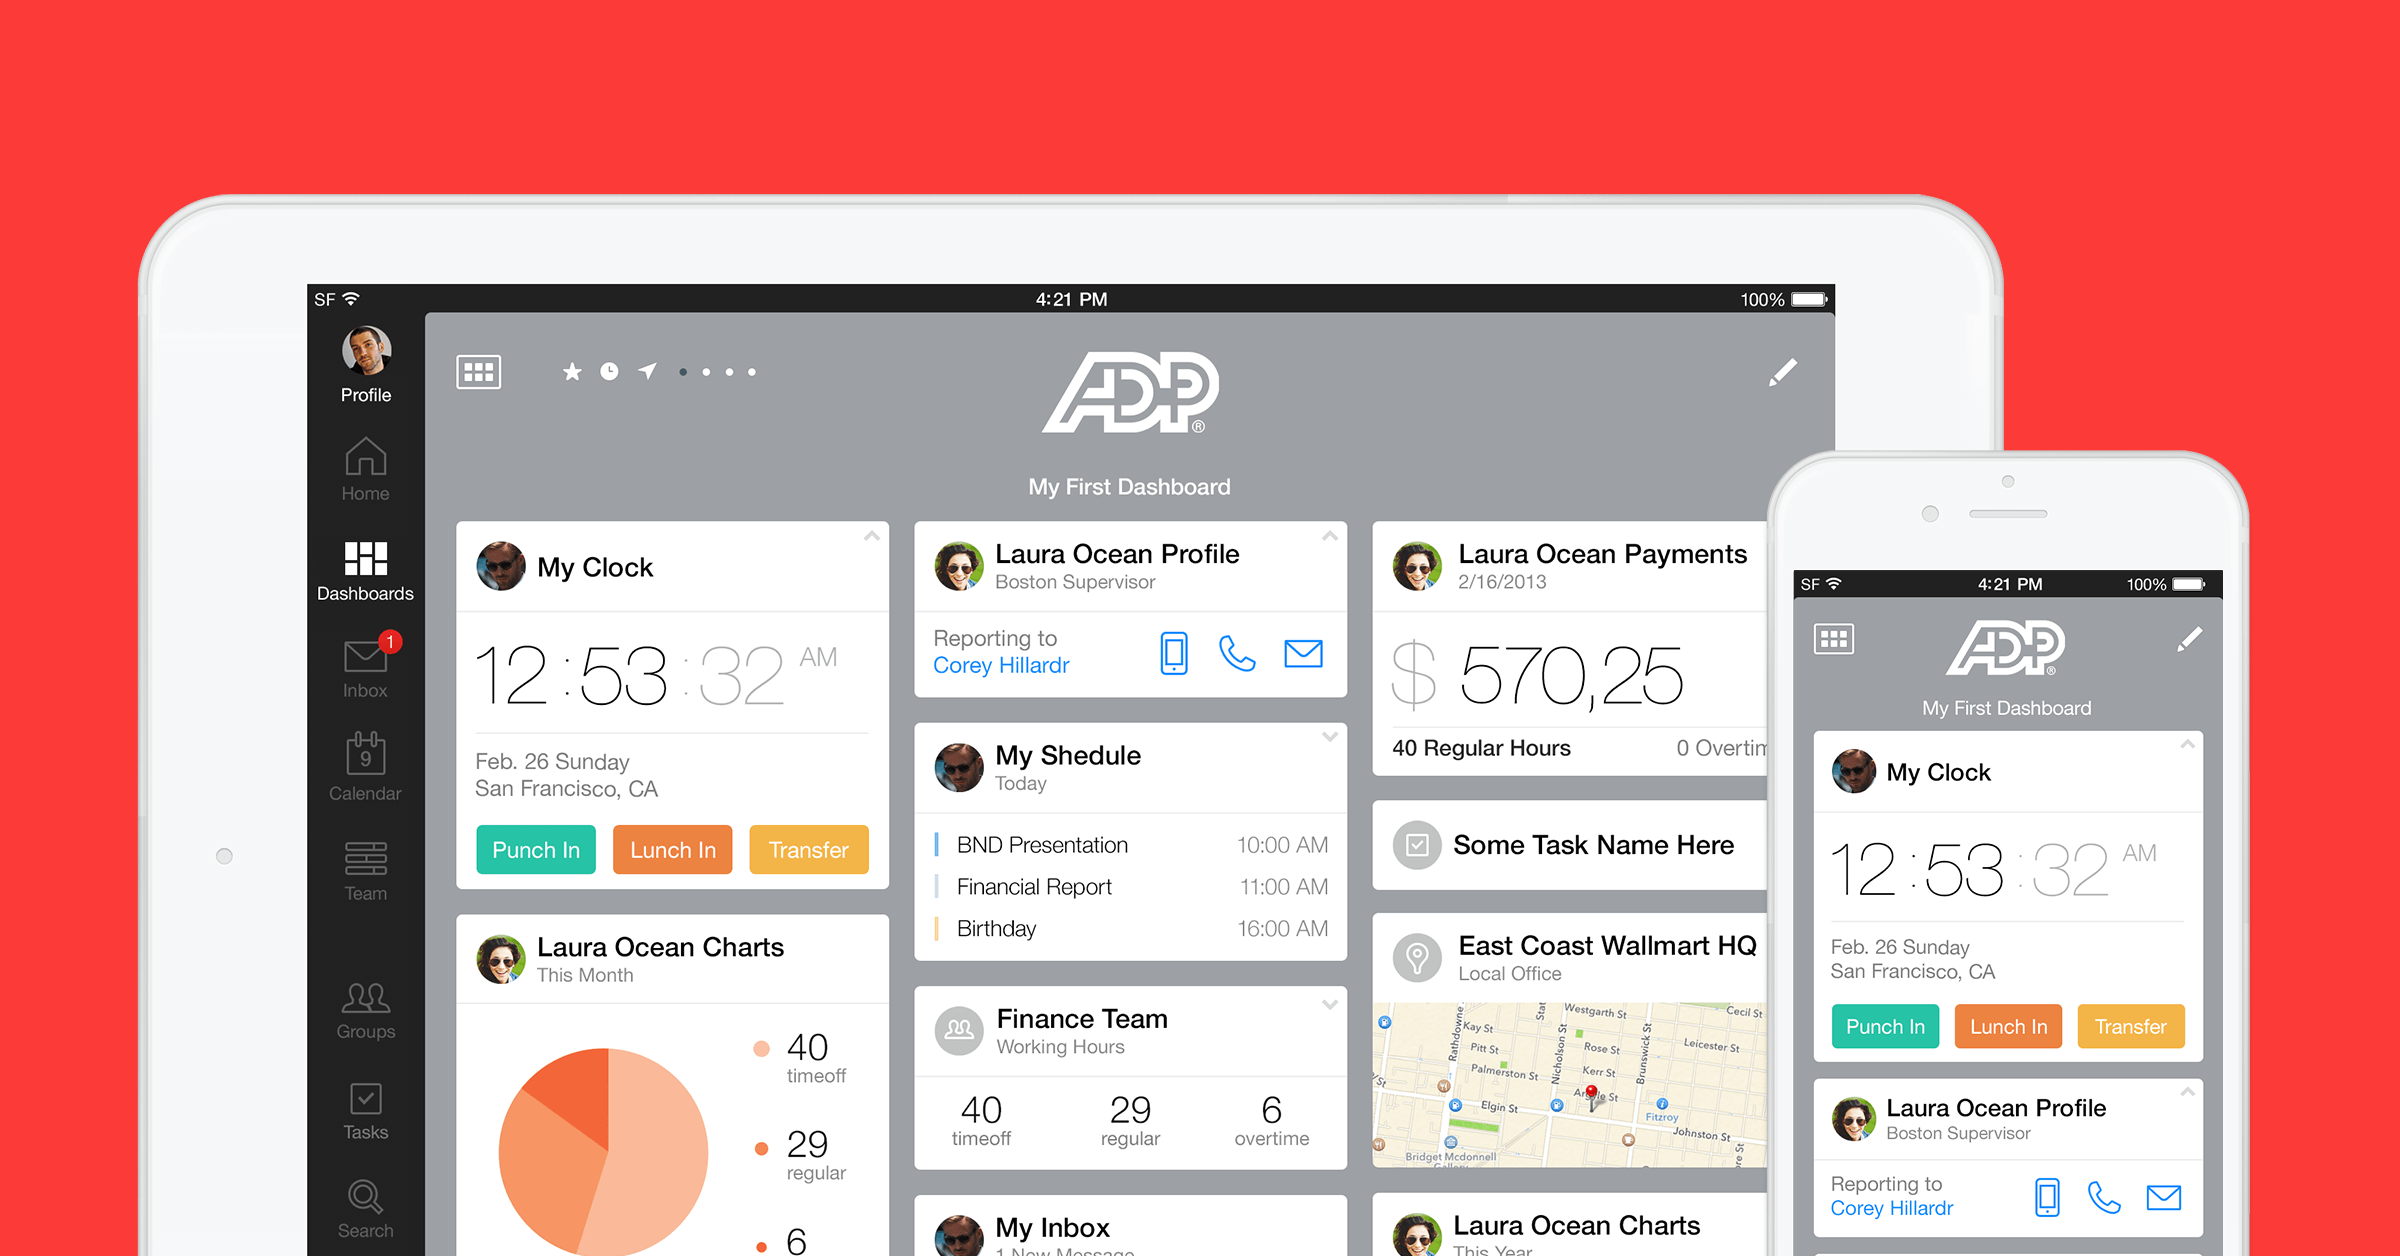 SF
4:21 PM
100%
Profile
Home
Dashboards
1
Inbox
9
Calendar
Team
Groups
Tasks
Search
ADP®
My First Dashboard
My Clock
12:53:32 AM
Feb. 26 Sunday
San Francisco, CA
Punch In
Lunch In
Transfer
Laura Ocean Charts
This Month
40
timeoff
29
regular
6
Laura Ocean Profile
Boston Supervisor
Reporting to
Corey Hillardr
My Shedule
Today
BND Presentation 10:00 AM
Financial Report 11:00 AM
Birthday 16:00 AM
Finance Team
Working Hours
40 29 6
timeoff regular overtime
My Inbox
1 New Message
Laura Ocean Payments
2/16/2013
$ 570,25
40 Regular Hours 0 Overtim
Some Task Name Here
East Coast Wallmart HQ
Local Office
Westgarth St
Cecil St
Kay St
Rathdowne
Nicholson St
Brunswick St
Pitt St
Rose St
Leicester St
Palmerston St
Kerr St
Argyle St
Elgin St
Fitzroy
Johnston St
Bridget Mcdonnell
Laura Ocean Charts
This Year
SF
4:21 PM
100%
ADP®
My First Dashboard
My Clock
12:53:32 AM
Feb. 26 Sunday
San Francisco, CA
Punch In
Lunch In
Transfer
Laura Ocean Profile
Boston Supervisor
Reporting to
Corey Hillardr